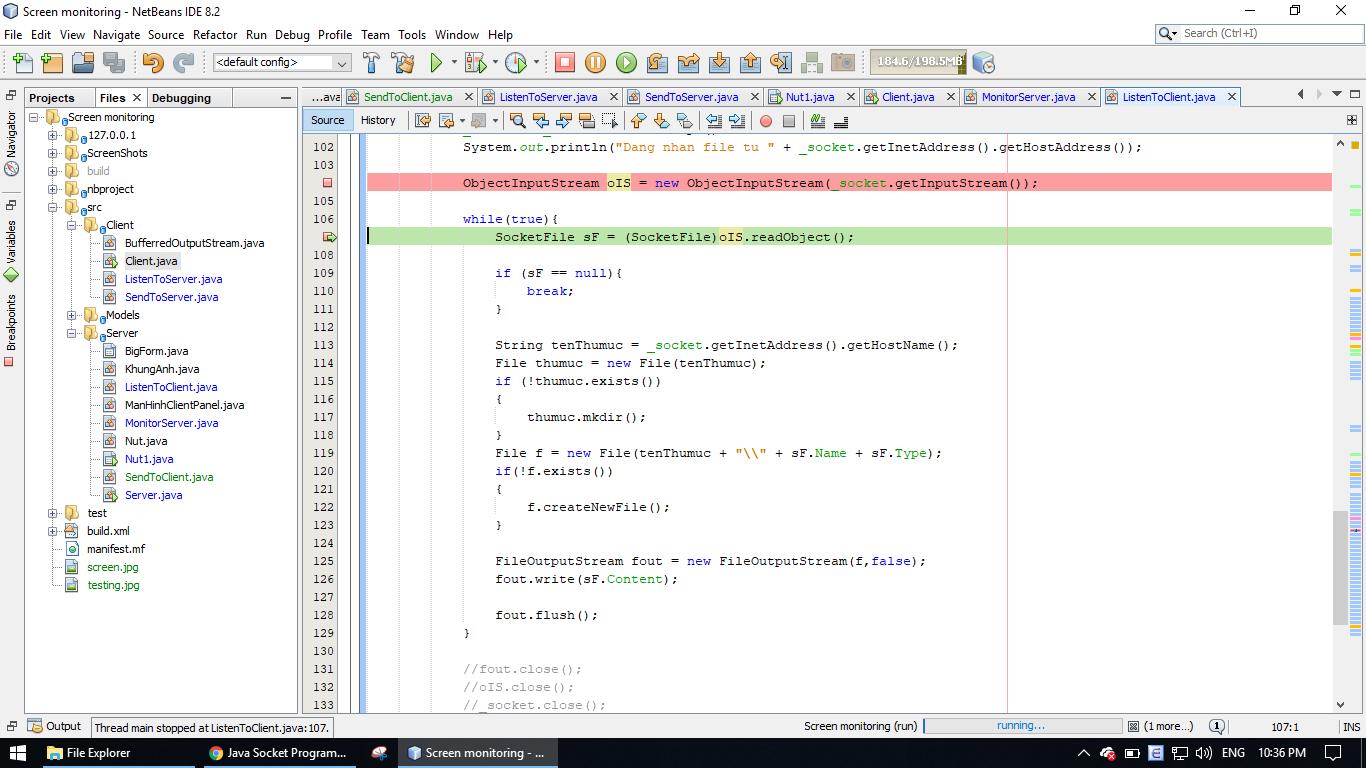 Screen monitoring - NetBeans IDE 8.2
File Edit View Navigate Source Refactor Run Debug Profile Team Tools Window Help
Search (Ctrl+I)
<default config>
184.6/198.5MB
Projects Files Debugging
...ava SendToClient.java ListenToServer.java SendToServer.java Nut1.java Client.java MonitorServer.java ListenToClient.java
Navigator
Variables
Breakpoints
Screen monitoring
127.0.0.1
ScreenShots
build
nbproject
src
Client
BufferredOutputStream.java
Client.java
ListenToServer.java
SendToServer.java
Models
Server
BigForm.java
KhungAnh.java
ListenToClient.java
ManHinhClientPanel.java
MonitorServer.java
Nut.java
Nut1.java
SendToClient.java
Server.java
test
build.xml
manifest.mf
screen.jpg
testing.jpg
Source History
102 System.out.println("Dang nhan file tu " + _socket.getInetAddress().getHostAddress());
103
ObjectInputStream oIS = new ObjectInputStream(_socket.getInputStream());
105
106 while(true){
SocketFile sF = (SocketFile)oIS.readObject();
108
109 if (sF == null){
110 break;
111 }
112
113 String tenThumuc = _socket.getInetAddress().getHostName();
114 File thumuc = new File(tenThumuc);
115 if (!thumuc.exists())
116 {
117 thumuc.mkdir();
118 }
119 File f = new File(tenThumuc + "\\" + sF.Name + sF.Type);
120 if(!f.exists())
121 {
122 f.createNewFile();
123 }
124
125 FileOutputStream fout = new FileOutputStream(f,false);
126 fout.write(sF.Content);
127
128 fout.flush();
129 }
130
131 //fout.close();
132 //oIS.close();
133 //_socket.close();
Output Thread main stopped at ListenToClient.java:107. Screen monitoring (run) running... (1 more...) 1 107:1 INS
File Explorer Java Socket Program... Screen monitoring - ... ENG 10:36 PM